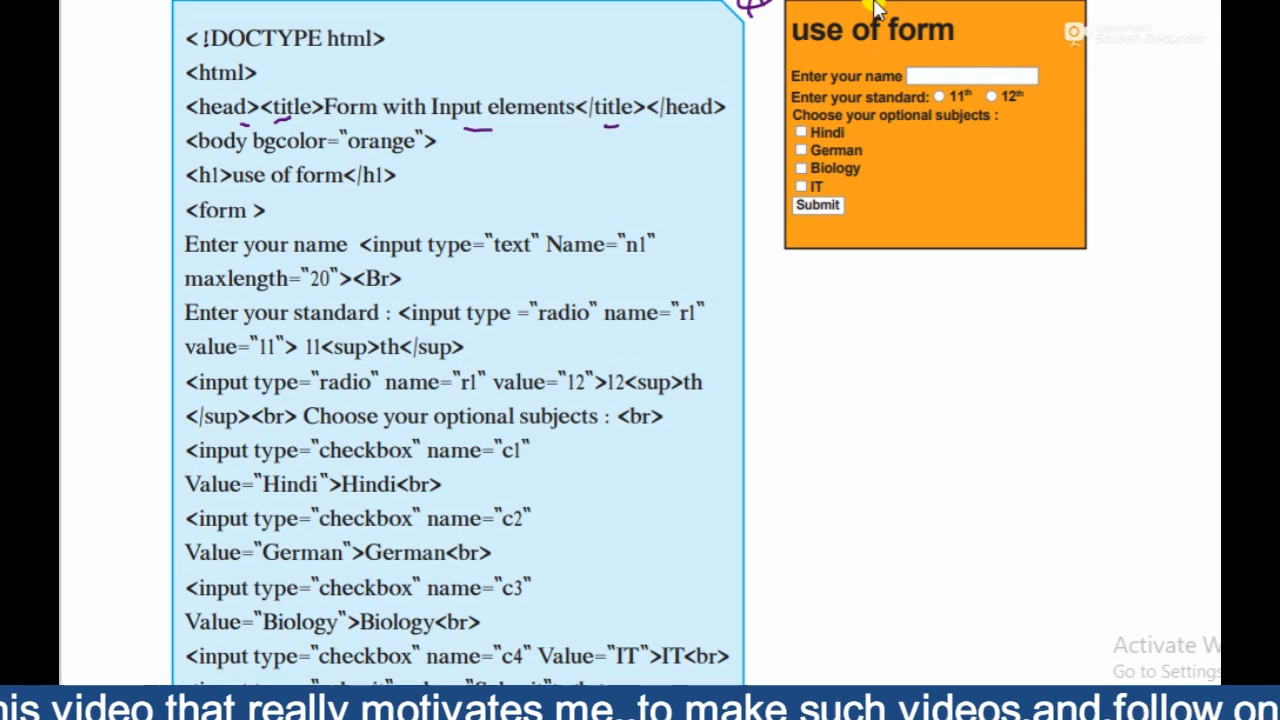 <!DOCTYPE html>
<html>
<head><title>Form with Input elements</title></head>
<body bgcolor="orange">
<h1>use of form</h1>
<form >
Enter your name <input type="text" Name="n1"
maxlength="20"><Br>
Enter your standard : <input type ="radio" name="r1"
value="11"> 11<sup>th</sup>
<input type="radio" name="r1" value="12">12<sup>th
</sup><br> Choose your optional subjects : <br>
<input type="checkbox" name="c1"
Value="Hindi">Hindi<br>
<input type="checkbox" name="c2"
Value="German">German<br>
<input type="checkbox" name="c3"
Value="Biology">Biology<br>
<input type="checkbox" name="c4" Value="IT">IT<br>
use of form
Enter your name
Enter your standard: 11th 12th
Choose your optional subjects :
Hindi
German
Biology
IT
Submit
Screen Recorder
Activate W
Go to Settings
his video that really motivates me..to make such videos.and follow on